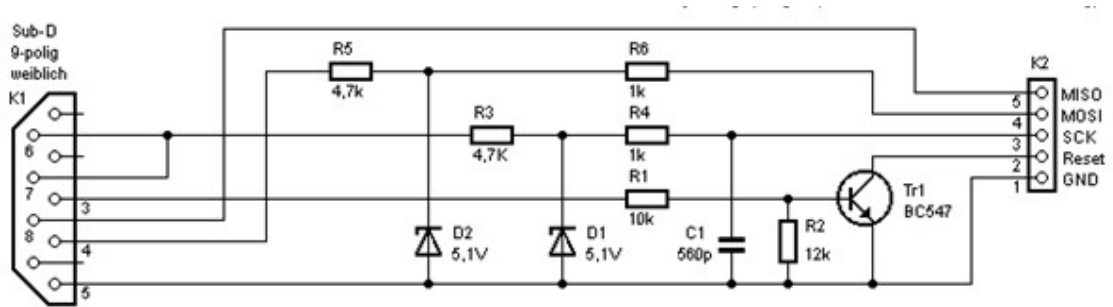 Sub-D
9-polig
weiblich
K1
6
7
3
8
4
5
R5
4,7k
R3
4,7K
R6
1k
R4
1k
R1
10k
D2
5,1V
D1
5,1V
C1
560p
R2
12k
Tr1
BC547
K2
5 MISO
4 MOSI
3 SCK
2 Reset
1 GND